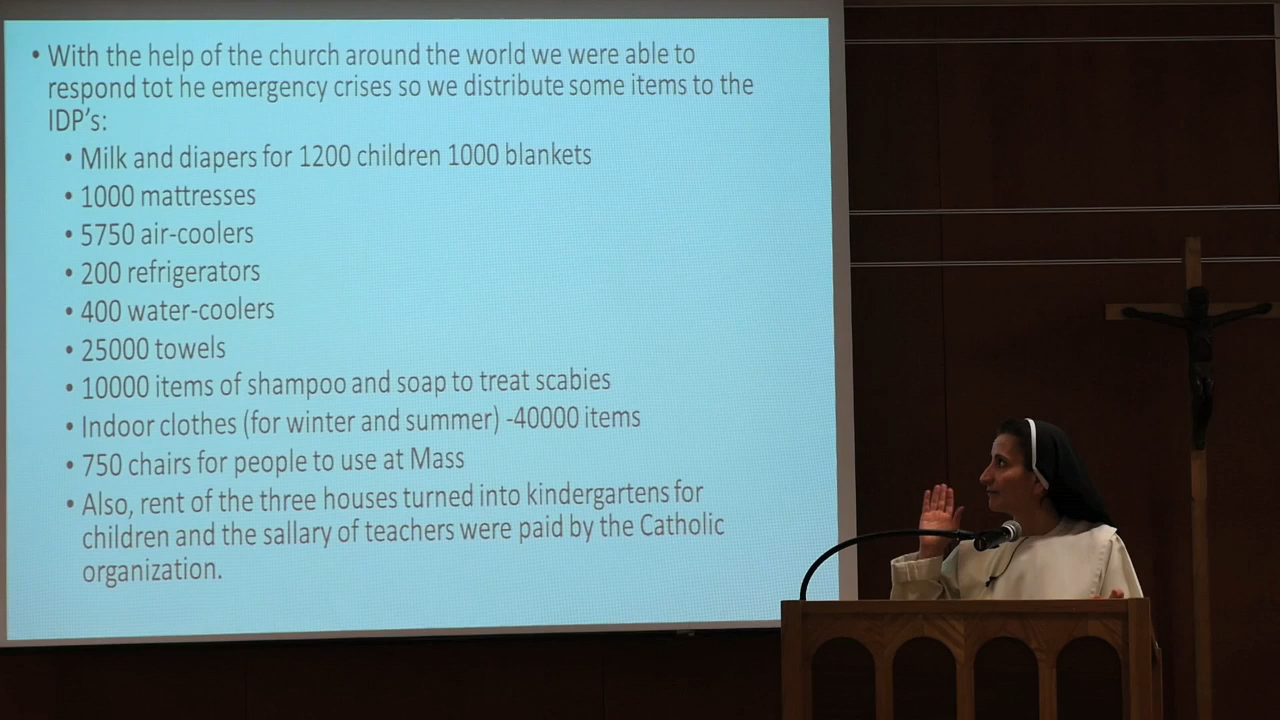 • With the help of the church around the world we were able to
respond tot he emergency crises so we distribute some items to the
IDP's:
• Milk and diapers for 1200 children 1000 blankets
• 1000 mattresses
• 5750 air-coolers
• 200 refrigerators
• 400 water-coolers
• 25000 towels
• 10000 items of shampoo and soap to treat scabies
• Indoor clothes (for winter and summer) -40000 items
• 750 chairs for people to use at Mass
• Also, rent of the three houses turned into kindergartens for
children and the sallary of teachers were paid by the Catholic
organization.